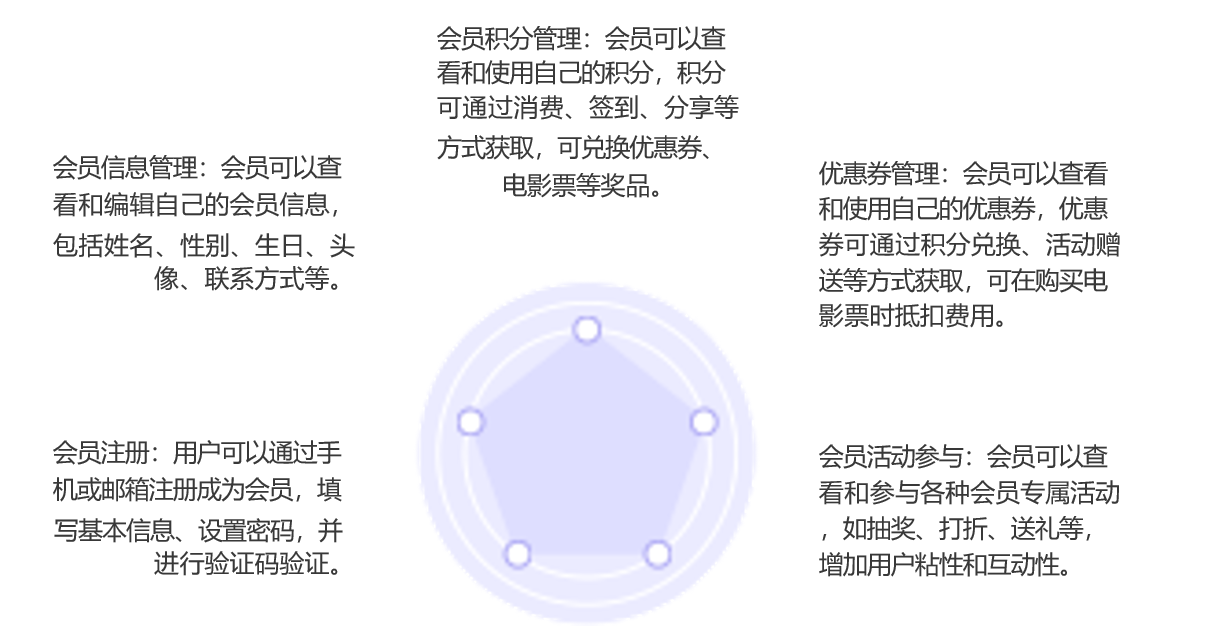 会员积分管理：会员可以查
看和使用自己的积分，积分
可通过消费、签到、分享等
方式获取，可兑换优惠券、
电影票等奖品。
会员信息管理：会员可以查
看和编辑自己的会员信息，
包括姓名、性别、生日、头
像、联系方式等。
优惠券管理：会员可以查看
和使用自己的优惠券，优惠
券可通过积分兑换、活动赠
送等方式获取，可在购买电
影票时抵扣费用。
会员注册：用户可以通过手
机或邮箱注册成为会员，填
写基本信息、设置密码，并
进行验证码验证。
会员活动参与：会员可以查
看和参与各种会员专属活动
，如抽奖、打折、送礼等，
增加用户粘性和互动性。